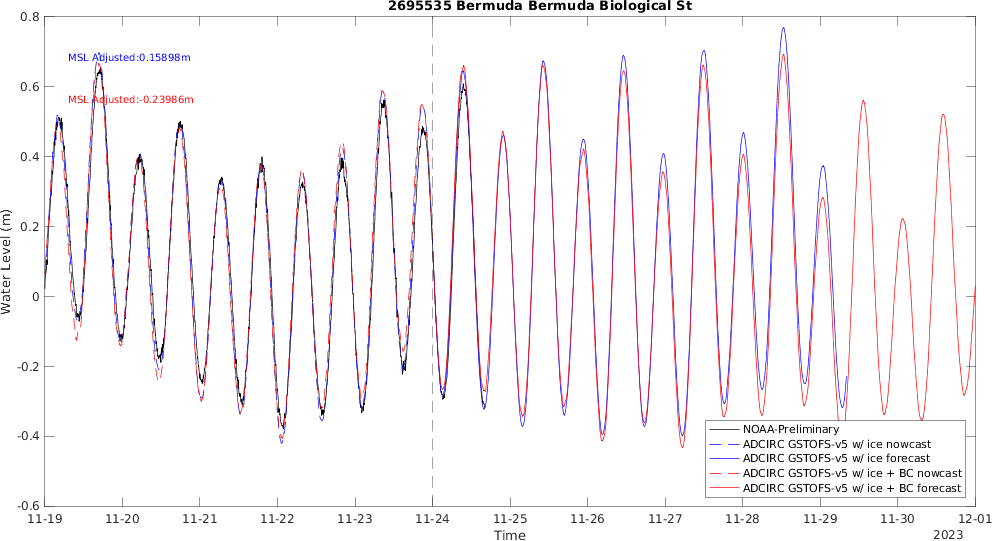 2695535 Bermuda Bermuda Biological St
0.8
MSL Adjusted:0.15898m
0.6
MSL Adjusted:-0.23986m
0.4
0.2
Water Level (m)
0
-0.2
-0.4
NOAA-Preliminary
ADCIRC GSTOFS-v5 w/ ice nowcast
ADCIRC GSTOFS-v5 w/ ice forecast
ADCIRC GSTOFS-v5 w/ ice + BC nowcast
ADCIRC GSTOFS-v5 w/ ice + BC forecast
-0.6
11-19 11-20 11-21 11-22 11-23 11-24 11-25 11-26 11-27 11-28 11-29 11-30 12-01
Time
2023